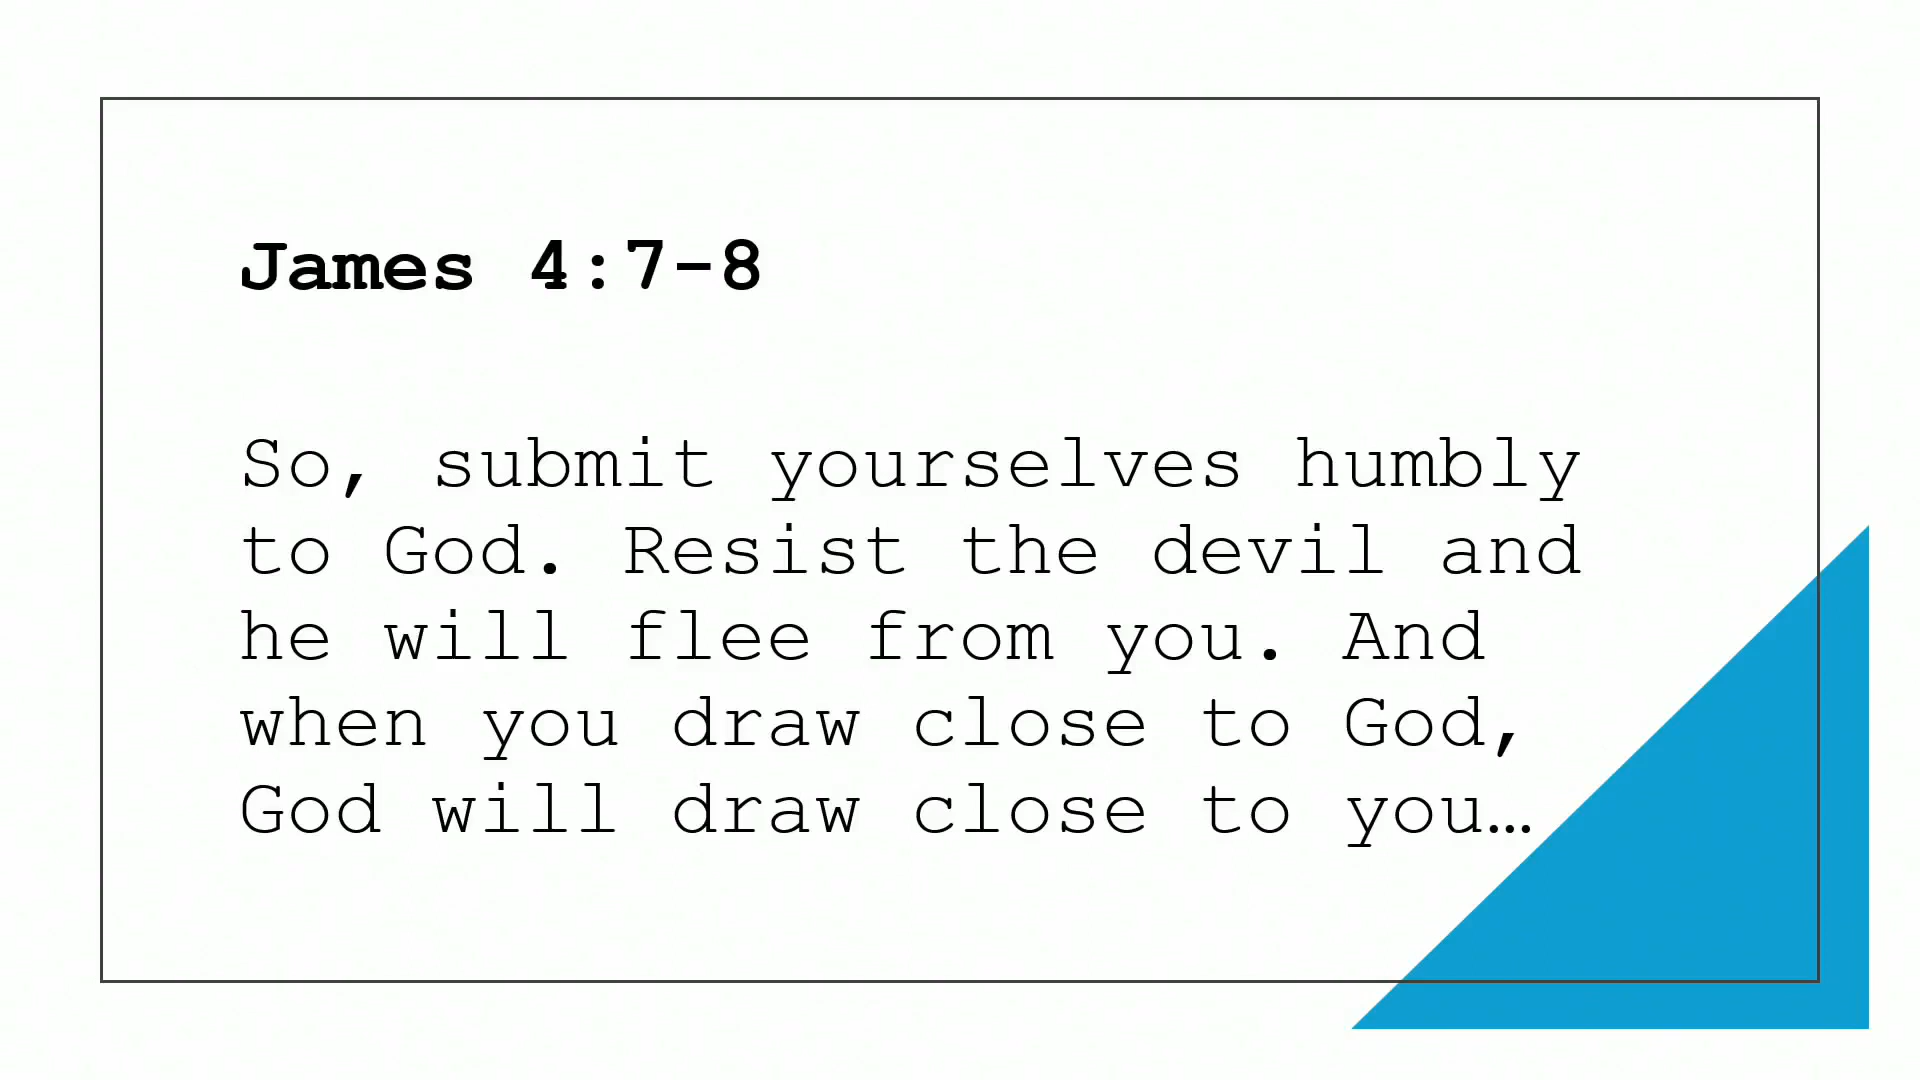 James 4:7-8
So, submit yourselves humbly
to God. Resist the devil and
he will flee from you. And
when you draw close to God,
God will draw close to you…